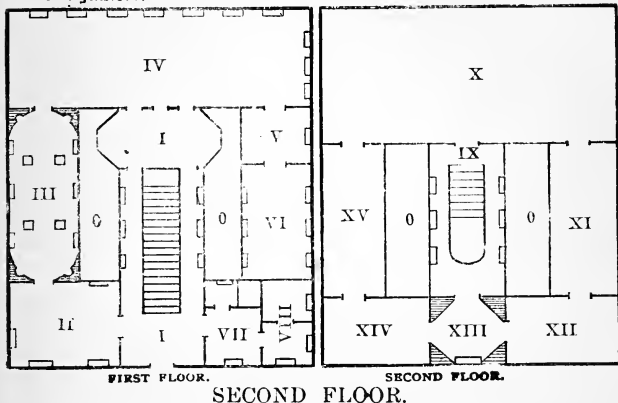 IV
X
I
V
IX
III
0
0
VI
XV
0
0
XI
II
I
VII
VIII
XIV
XIII
XII
FIRST FLOOR.
SECOND FLOOR.
SECOND FLOOR.